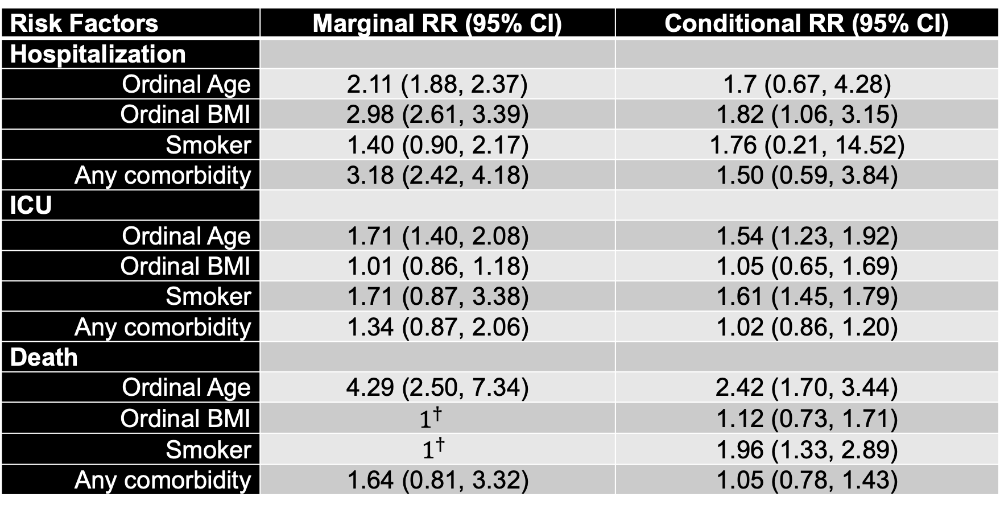 Risk Factors Marginal RR (95% CI) Conditional RR (95% CI)
Hospitalization
Ordinal Age 2.11 (1.88, 2.37) 1.7 (0.67, 4.28)
Ordinal BMI 2.98 (2.61, 3.39) 1.82 (1.06, 3.15)
Smoker 1.40 (0.90, 2.17) 1.76 (0.21, 14.52)
Any comorbidity 3.18 (2.42, 4.18) 1.50 (0.59, 3.84)
ICU
Ordinal Age 1.71 (1.40, 2.08) 1.54 (1.23, 1.92)
Ordinal BMI 1.01 (0.86, 1.18) 1.05 (0.65, 1.69)
Smoker 1.71 (0.87, 3.38) 1.61 (1.45, 1.79)
Any comorbidity 1.34 (0.87, 2.06) 1.02 (0.86, 1.20)
Death
Ordinal Age 4.29 (2.50, 7.34) 2.42 (1.70, 3.44)
Ordinal BMI 1† 1.12 (0.73, 1.71)
Smoker 1† 1.96 (1.33, 2.89)
Any comorbidity 1.64 (0.81, 3.32) 1.05 (0.78, 1.43)